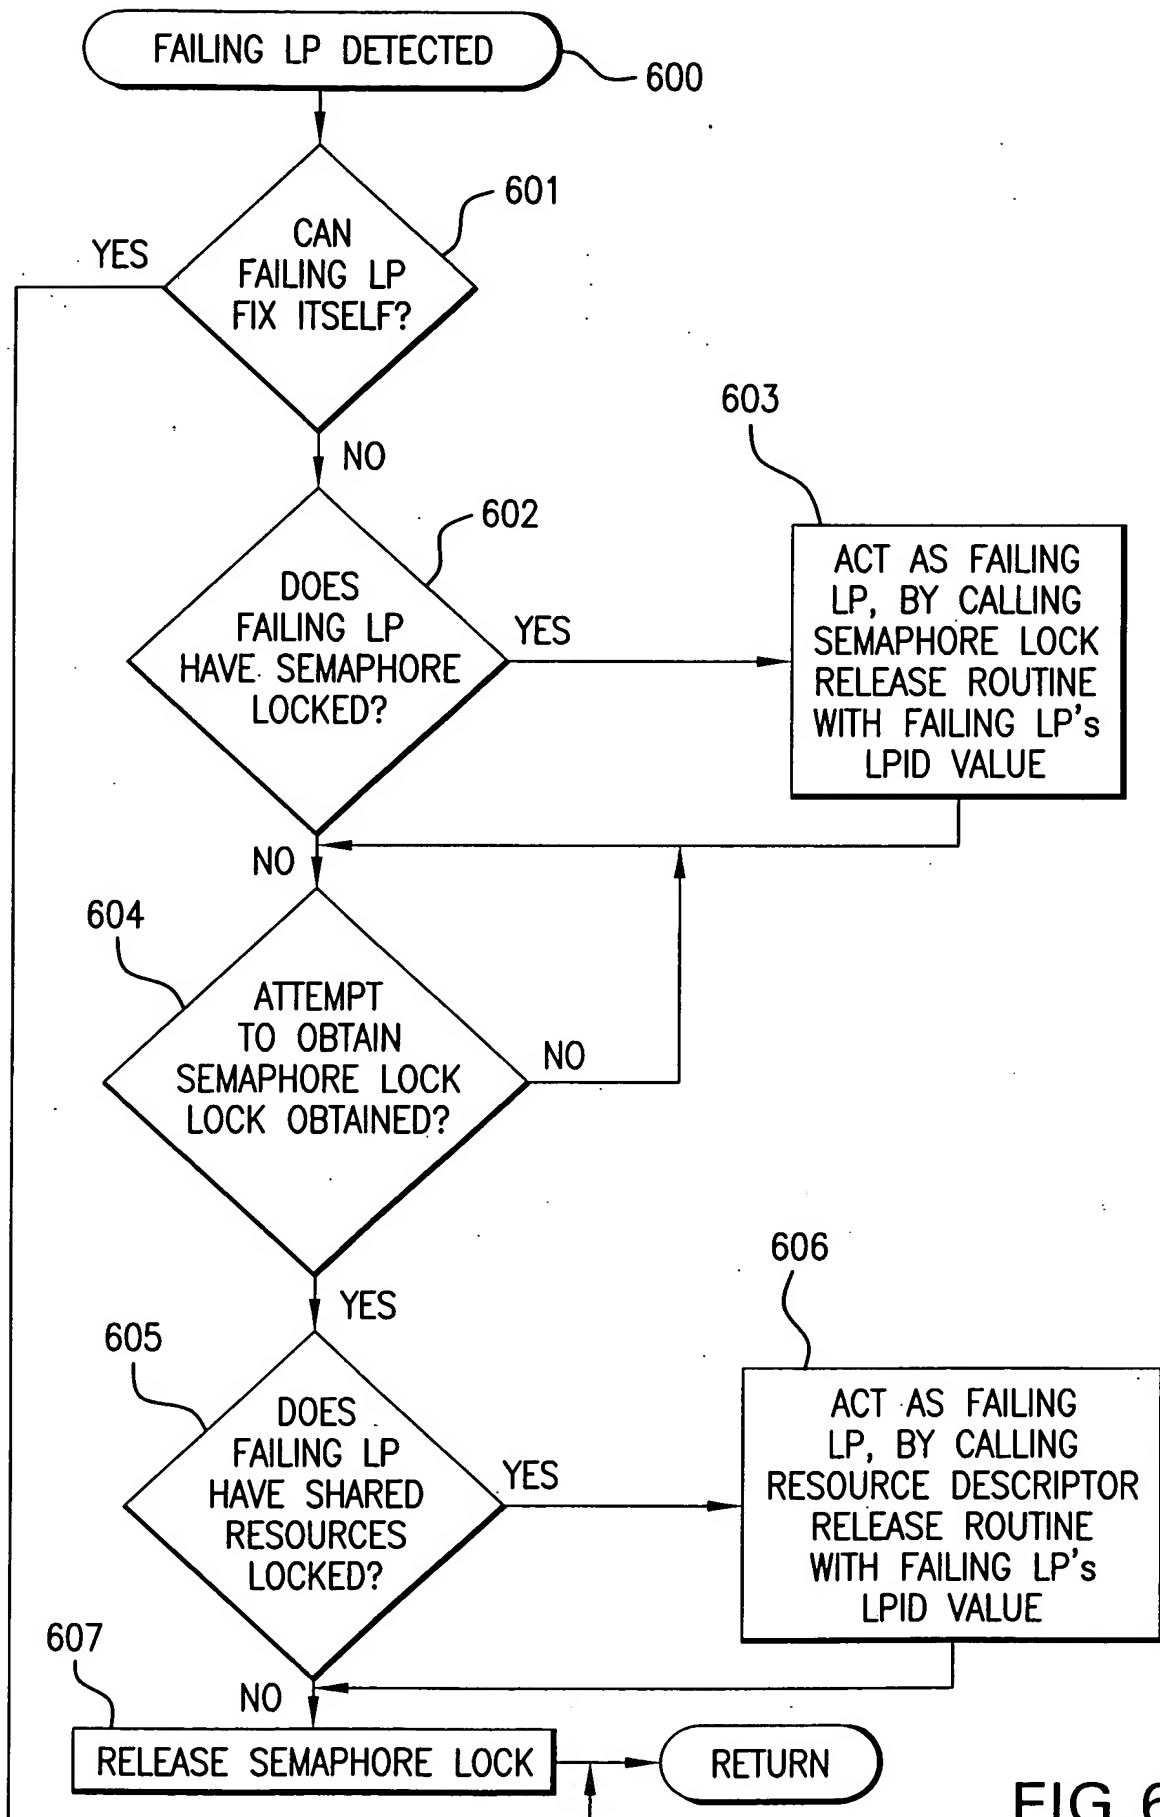 FAILING LP DETECTED
600
601
CAN
FAILING LP
FIX ITSELF?
YES
NO
602
DOES
FAILING LP
HAVE SEMAPHORE
LOCKED?
YES
603
ACT AS FAILING
LP, BY CALLING
SEMAPHORE LOCK
RELEASE ROUTINE
WITH FAILING LP's
LPID VALUE
NO
604
ATTEMPT
TO OBTAIN
SEMAPHORE LOCK
LOCK OBTAINED?
NO
YES
605
DOES
FAILING LP
HAVE SHARED
RESOURCES
LOCKED?
YES
606
ACT AS FAILING
LP, BY CALLING
RESOURCE DESCRIPTOR
RELEASE ROUTINE
WITH FAILING LP's
LPID VALUE
NO
607
RELEASE SEMAPHORE LOCK
RETURN
FIG 6